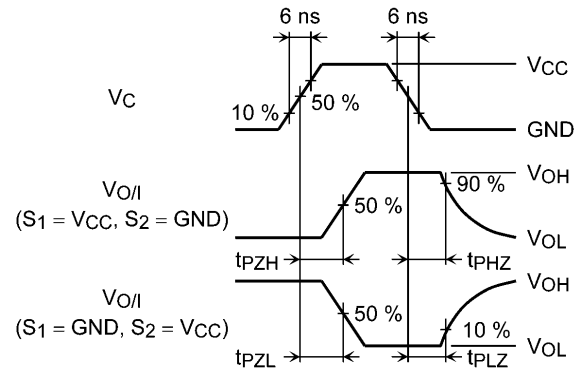 6 ns 6 ns
VCC
VC 10 % 50 %
GND
VOH
VO/I 90 %
(S1 = VCC, S2 = GND) 50 %
VOL
tPZH tPHZ
VOH
VO/I 50 %
(S1 = GND, S2 = VCC) 10 %
VOL
tPZL tPLZ